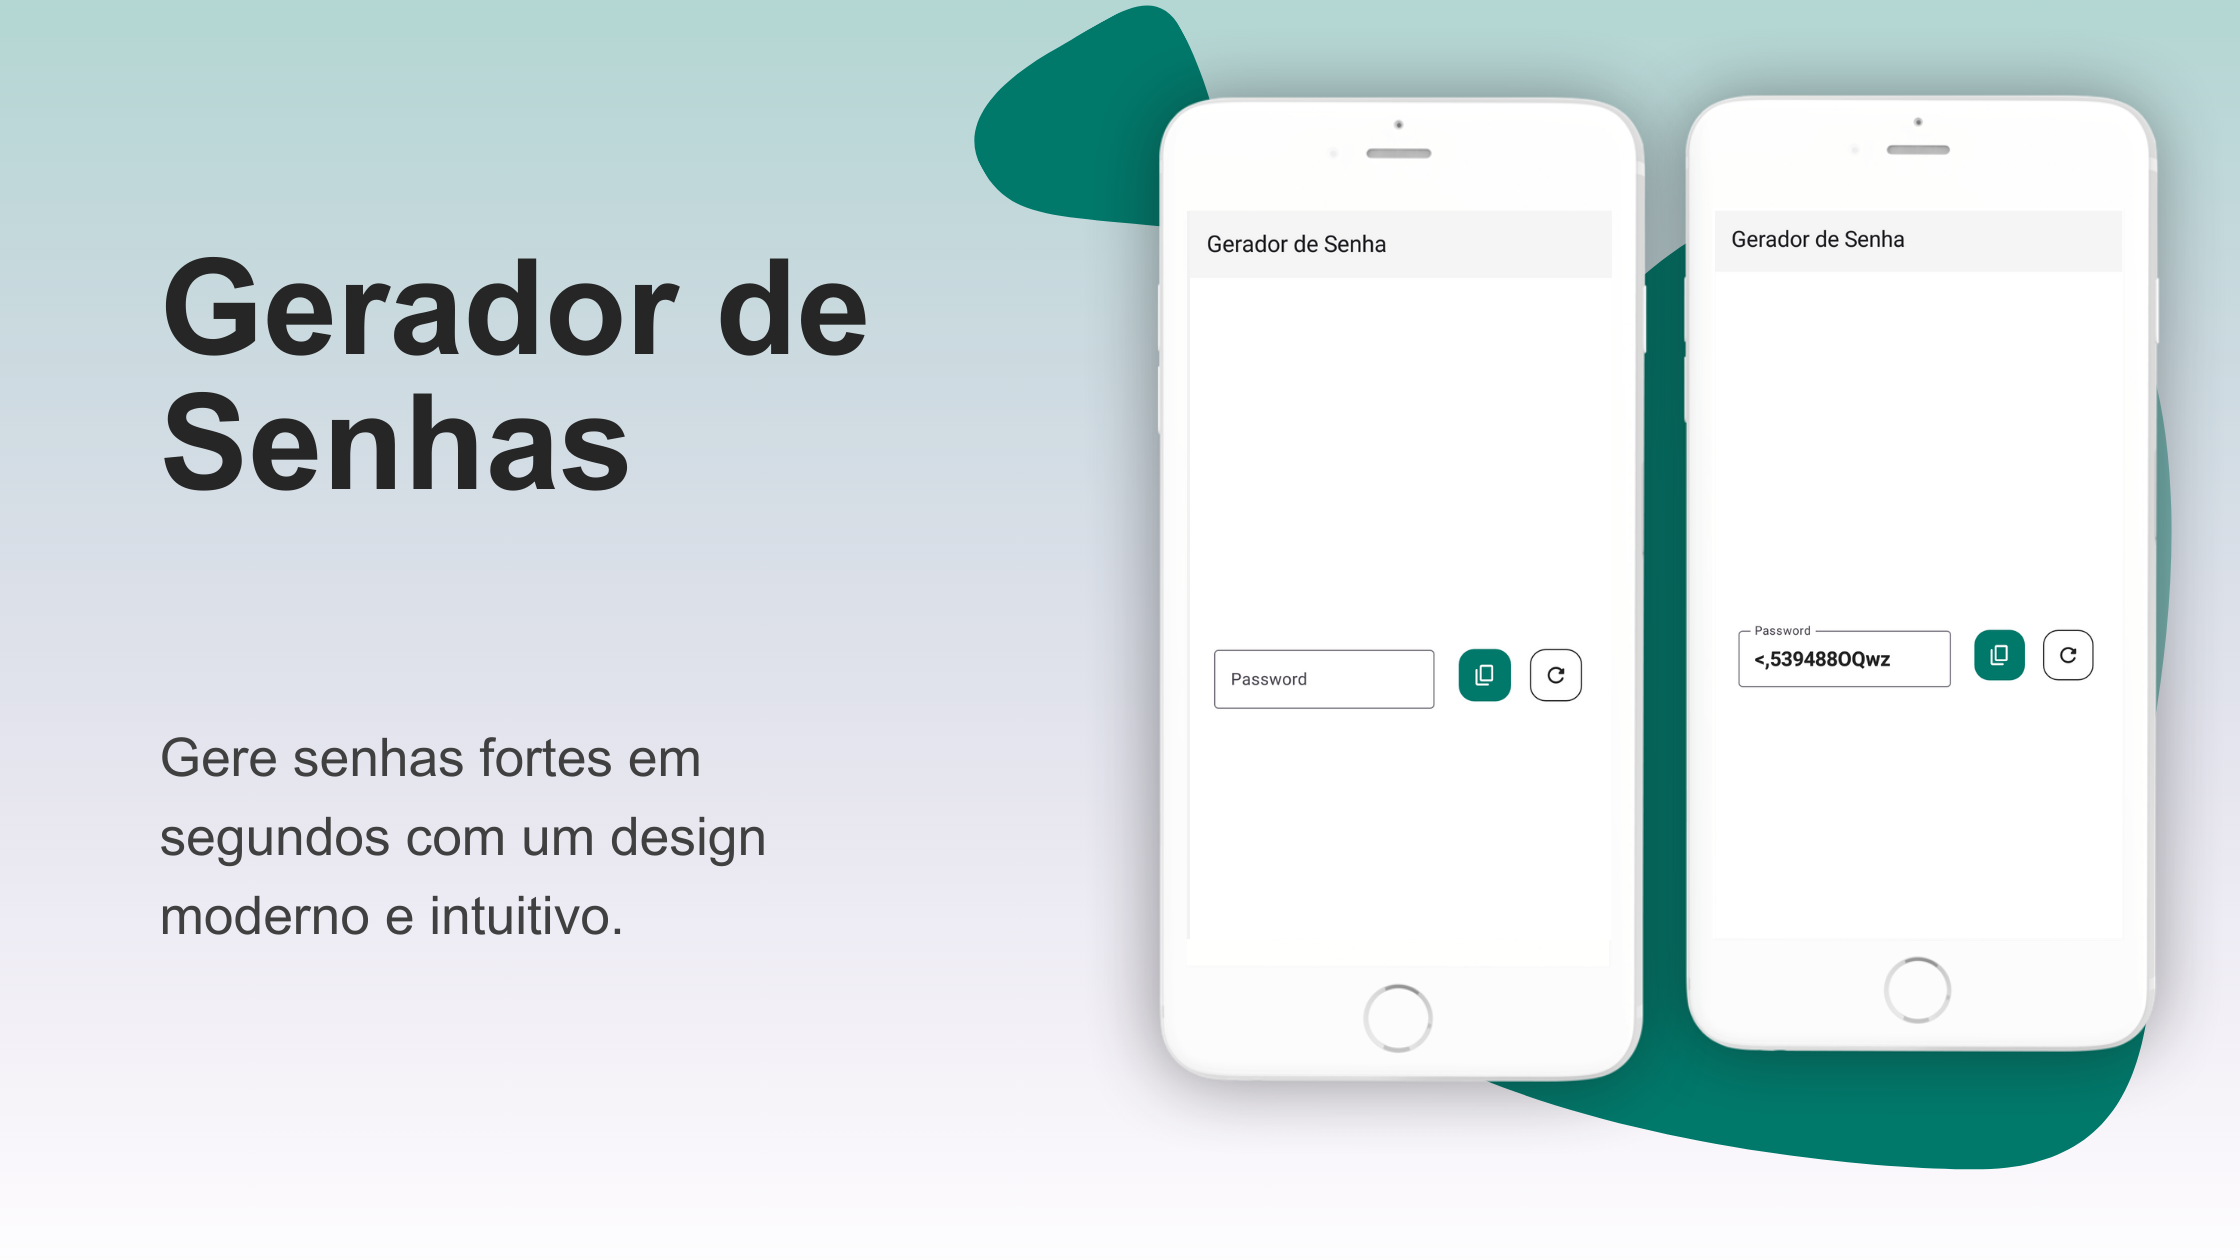 Gerador de
Senhas
Gere senhas fortes em
segundos com um design
moderno e intuitivo.
Gerador de Senha
Password
Gerador de Senha
Password
<,539488OQwz